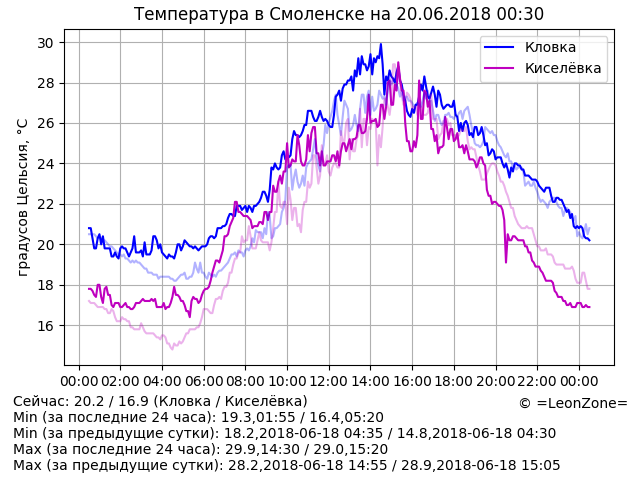 Температура в Смоленске на 20.06.2018 00:30
градусов Цельсия, °C
30
28
26
24
22
20
18
16
Кловка
Киселёвка
00:00 02:00 04:00 06:00 08:00 10:00 12:00 14:00 16:00 18:00 20:00 22:00 00:00
Сейчас: 20.2 / 16.9 (Кловка / Киселёвка)
© =LeonZone=
Min (за последние 24 часа): 19.3,01:55 / 16.4,05:20
Min (за предыдущие сутки): 18.2,2018-06-18 04:35 / 14.8,2018-06-18 04:30
Max (за последние 24 часа): 29.9,14:30 / 29.0,15:20
Max (за предыдущие сутки): 28.2,2018-06-18 14:55 / 28.9,2018-06-18 15:05